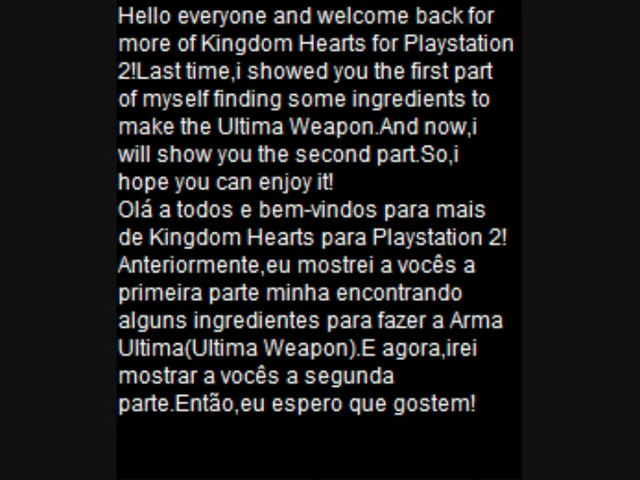 Hello everyone and welcome back for
more of Kingdom Hearts for Playstation
2!Last time,i showed you the first part
of myself finding some ingredients to
make the Ultima Weapon.And now,i
will show you the second part.So,i
hope you can enjoy it!
Olá a todos e bem-vindos para mais
de Kingdom Hearts para Playstation 2!
Anteriormente,eu mostrei a vocês a
primeira parte minha encontrando
alguns ingredientes para fazer a Arma
Ultima(Ultima Weapon).E agora,irei
mostrar a vocês a segunda
parte.Então,eu espero que gostem!